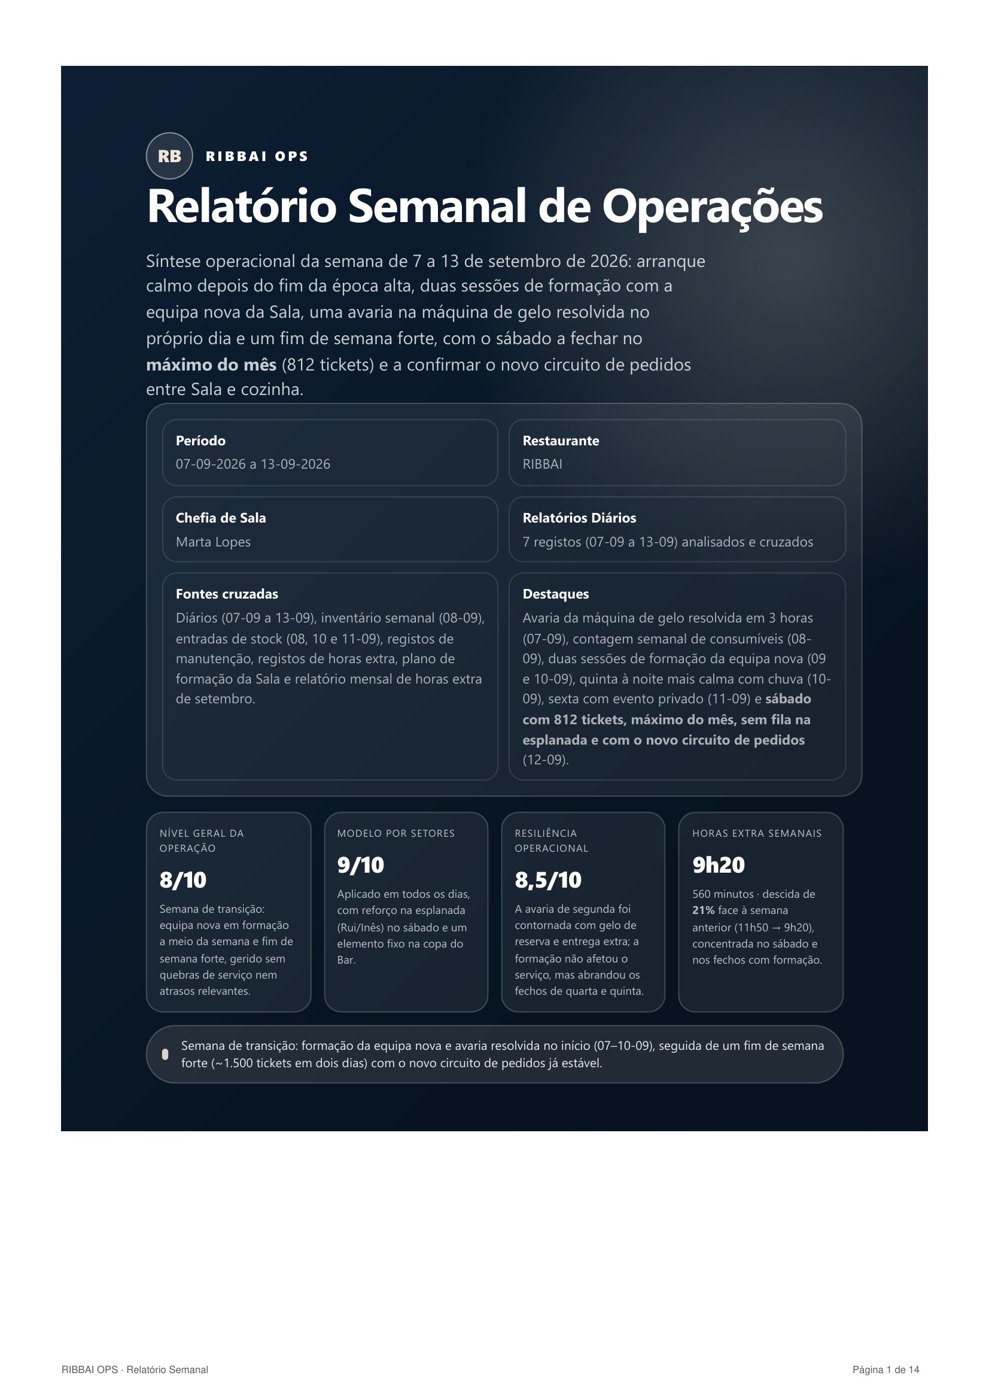 RB RIBBAI OPS
Relatório Semanal de Operações
Síntese operacional da semana de 7 a 13 de setembro de 2026: arranque
calmo depois do fim da época alta, duas sessões de formação com a
equipa nova da Sala, uma avaria na máquina de gelo resolvida no
próprio dia e um fim de semana forte, com o sábado a fechar no
máximo do mês (812 tickets) e a confirmar o novo circuito de pedidos
entre Sala e cozinha.
Período
07-09-2026 a 13-09-2026
Restaurante
RIBBAI
Chefia de Sala
Marta Lopes
Relatórios Diários
7 registos (07-09 a 13-09) analisados e cruzados
Fontes cruzadas
Diários (07-09 a 13-09), inventário semanal (08-09),
entradas de stock (08, 10 e 11-09), registos de
manutenção, registos de horas extra, plano de
formação da Sala e relatório mensal de horas extra
de setembro.
Destaques
Avaria da máquina de gelo resolvida em 3 horas
(07-09), contagem semanal de consumíveis (08-
09), duas sessões de formação da equipa nova (09
e 10-09), quinta à noite mais calma com chuva (10-
09), sexta com evento privado (11-09) e sábado
com 812 tickets, máximo do mês, sem fila na
esplanada e com o novo circuito de pedidos
(12-09).
NÍVEL GERAL DA
OPERAÇÃO
8/10
Semana de transição:
equipa nova em formação
a meio da semana e fim de
semana forte, gerido sem
quebras de serviço nem
atrasos relevantes.
MODELO POR SETORES
9/10
Aplicado em todos os dias,
com reforço na esplanada
(Rui/Inês) no sábado e um
elemento fixo na copa do
Bar.
RESILIÊNCIA
OPERACIONAL
8,5/10
A avaria de segunda foi
contornada com gelo de
reserva e entrega extra; a
formação não afetou o
serviço, mas abrandou os
fechos de quarta e quinta.
HORAS EXTRA SEMANAIS
9h20
560 minutos · descida de
21% face à semana
anterior (11h50 → 9h20),
concentrada no sábado e
nos fechos com formação.
Semana de transição: formação da equipa nova e avaria resolvida no início (07–10-09), seguida de um fim de semana
forte (~1.500 tickets em dois dias) com o novo circuito de pedidos já estável.
RIBBAI OPS · Relatório Semanal
Página 1 de 14